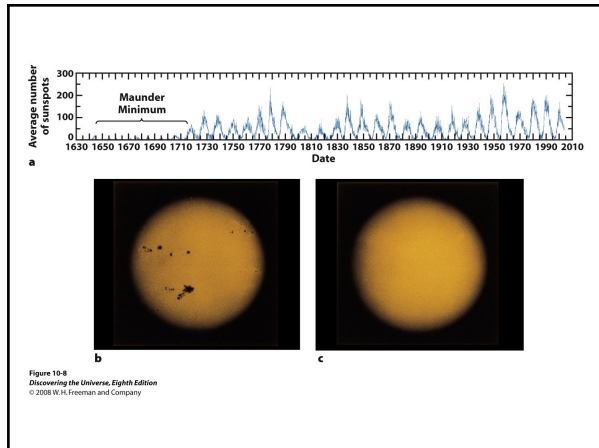 Average number
of sunspots
300
200
100
0
Maunder
Minimum
1630 1650 1670 1690 1710 1730 1750 1770 1790 1810 1830 1850 1870 1890 1910 1930 1950 1970 1990 2010
Date
a
b
c
Figure 10-8
Discovering the Universe, Eighth Edition
© 2008 W. H. Freeman and Company